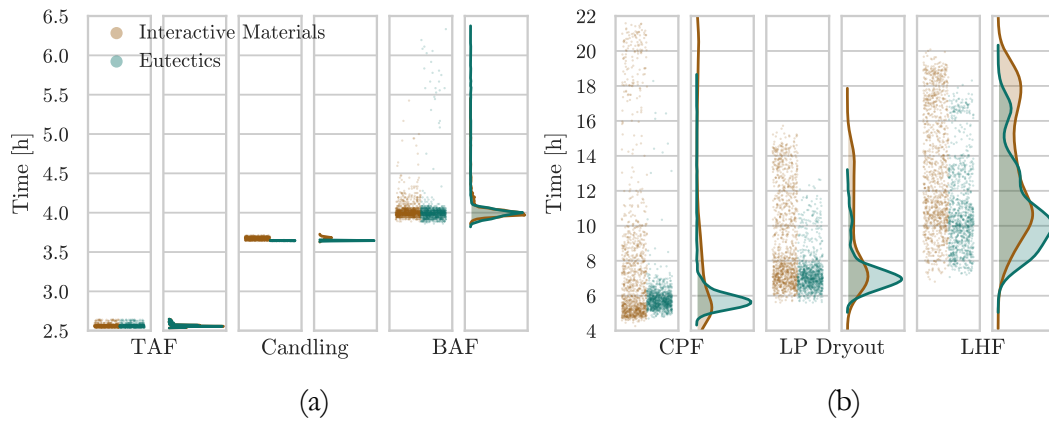 Time [h]
6.5
6.0
5.5
5.0
4.5
4.0
3.5
3.0
2.5
Interactive Materials
Eutectics
TAF
Candling
BAF
(a)
Time [h]
22
20
18
16
14
12
10
8
6
4
CPF
LP Dryout
LHF
(b)